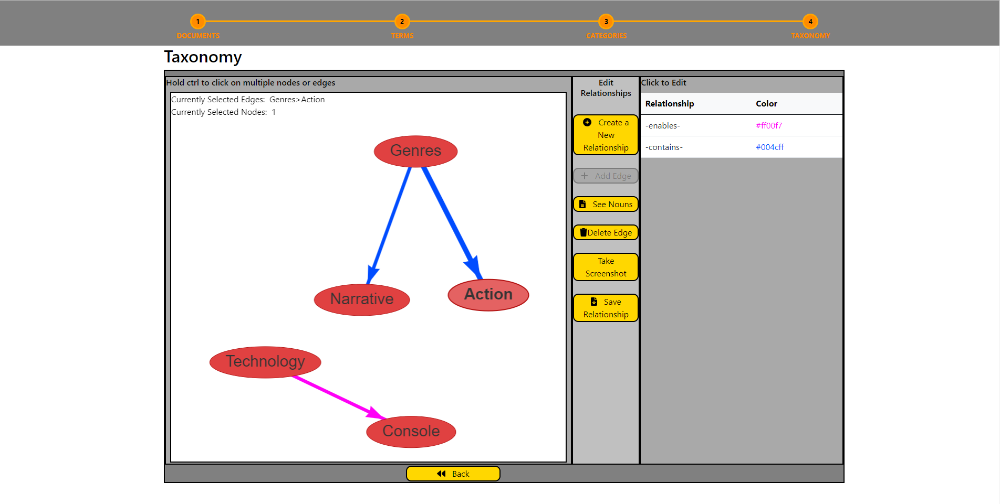 1
2
3
4
DOCUMENTS
TERMS
CATEGORIES
TAXONOMY
Taxonomy
Hold ctrl to click on multiple nodes or edges
Currently Selected Edges: Genres>Action
Currently Selected Nodes: 1
Genres
Narrative
Action
Technology
Console
Edit
Relationships
Create a
New
Relationship
Add Edge
See Nouns
Delete Edge
Take
Screenshot
Save
Relationship
Click to Edit
Relationship Color
-enables- #ff00f7
-contains- #004cff
Back